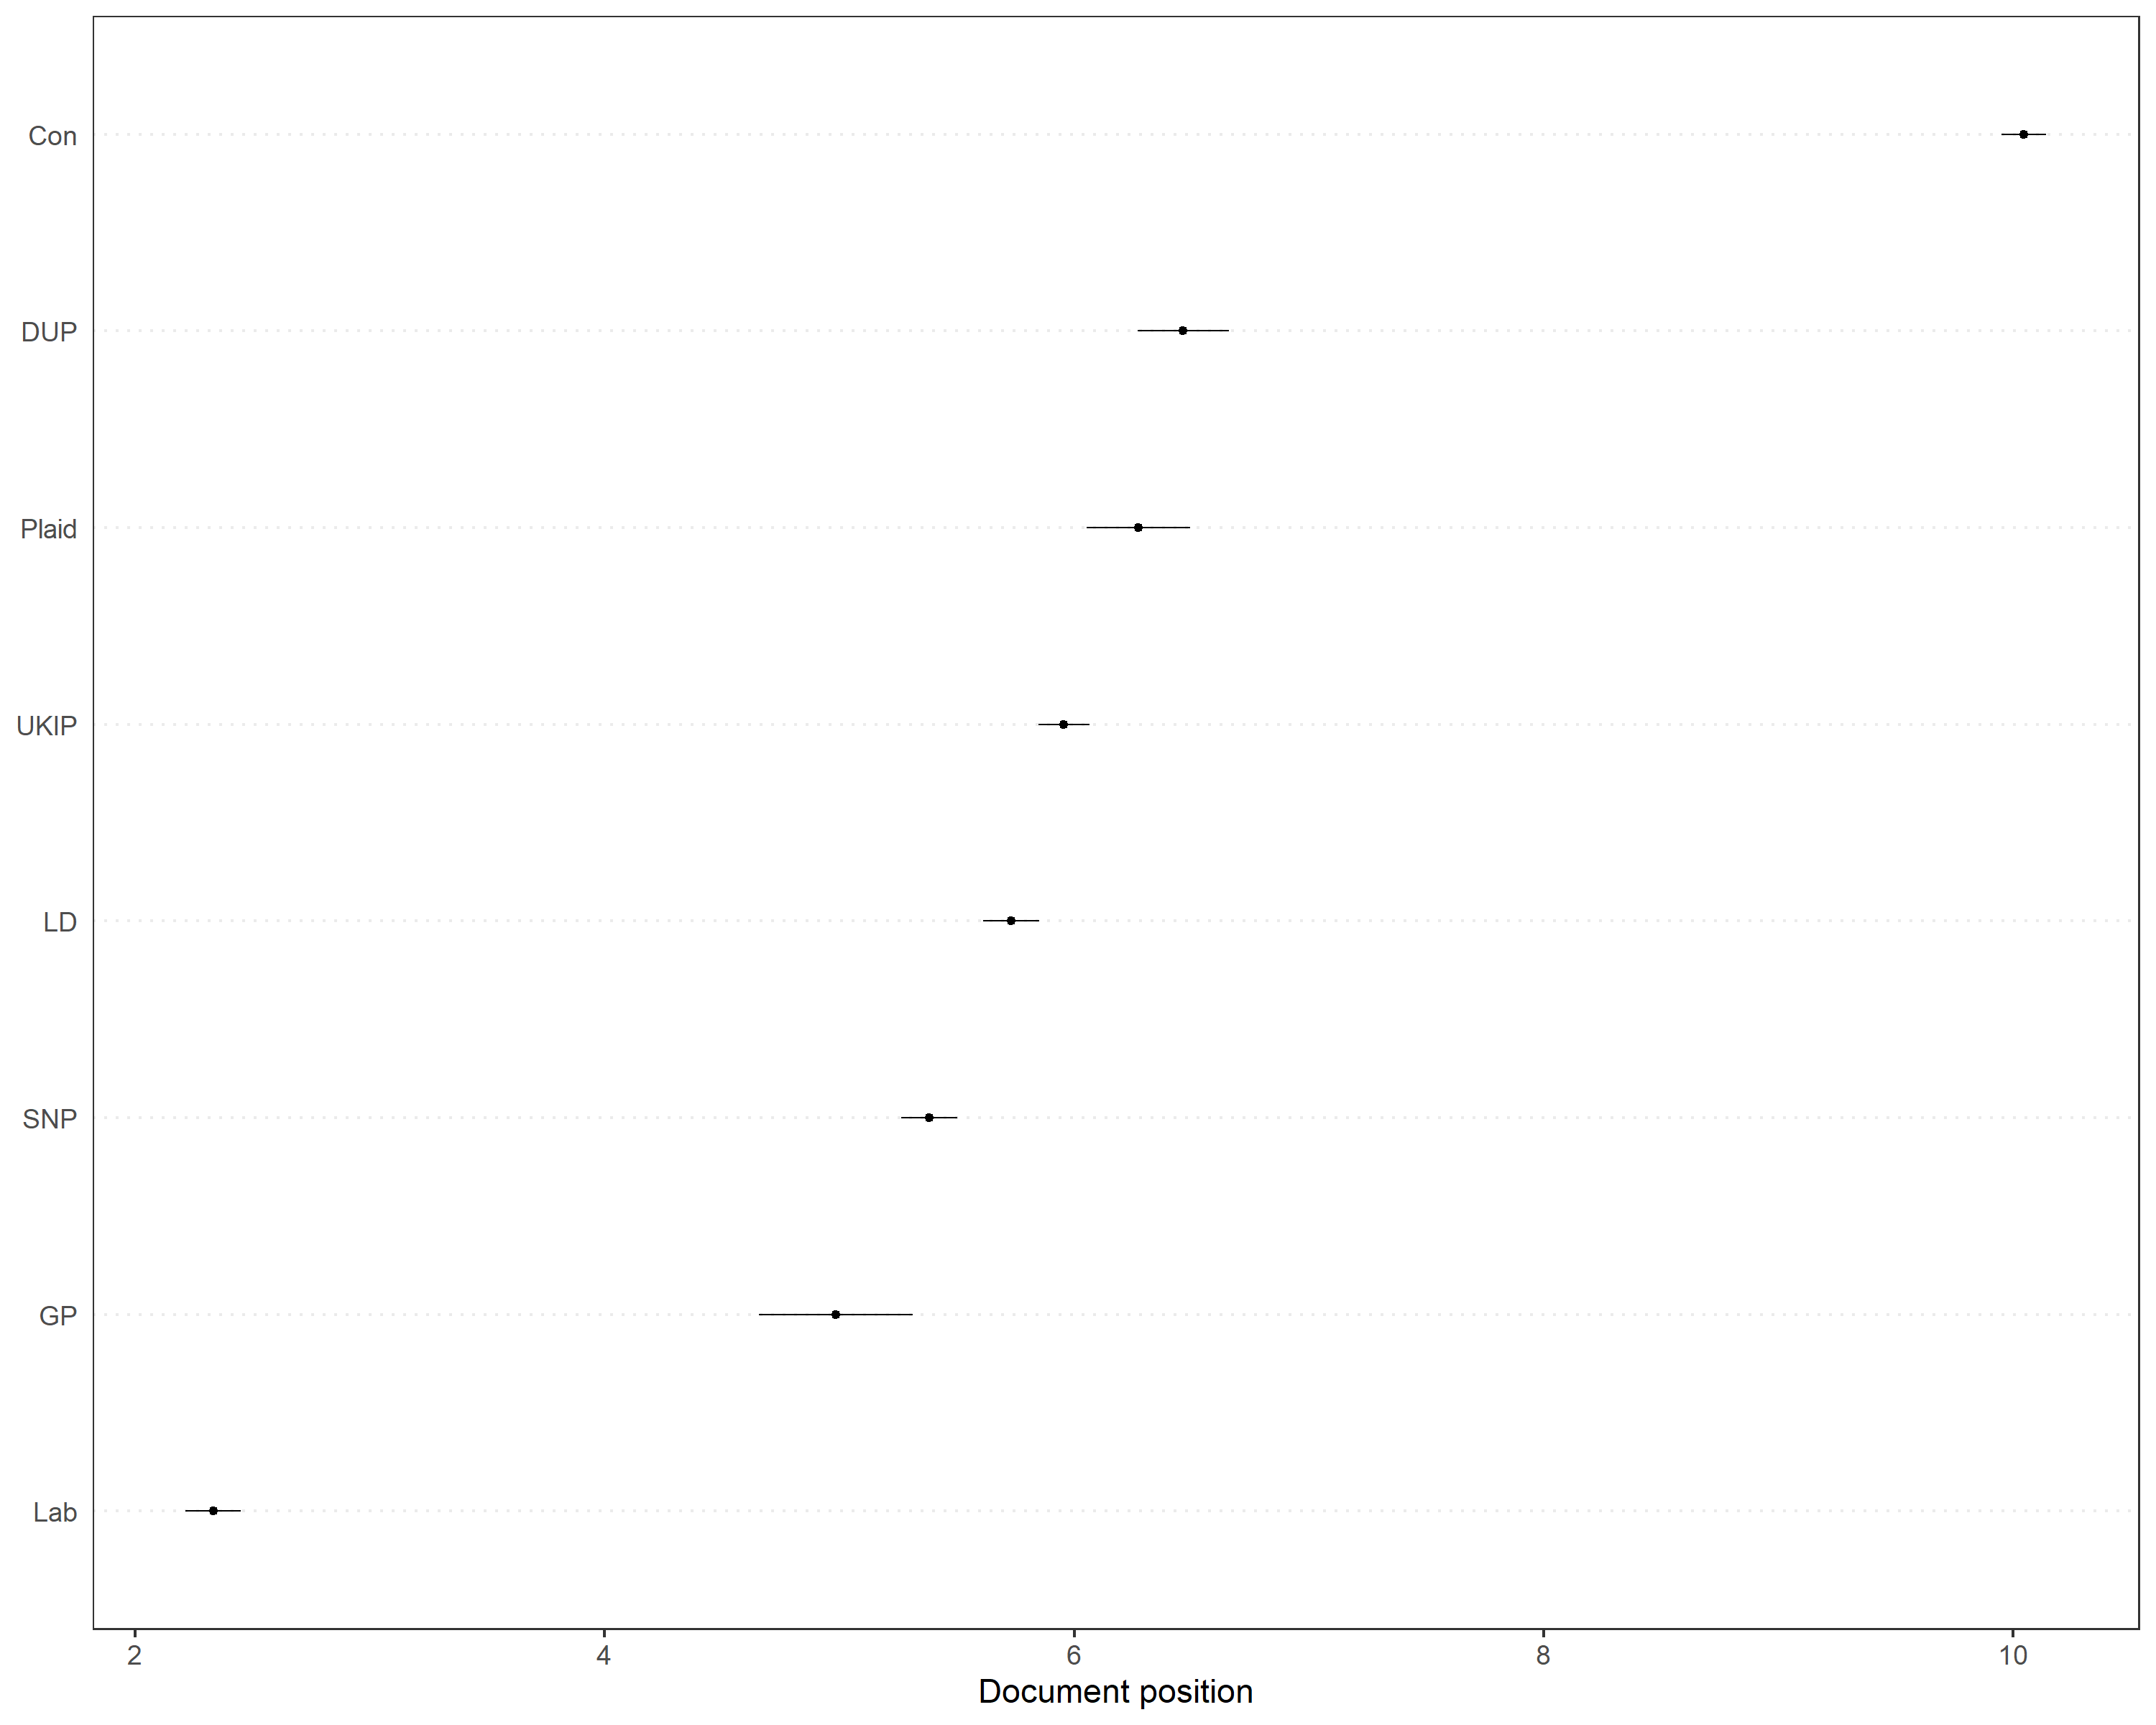 Con
DUP
Plaid
UKIP
LD
SNP
GP
Lab
2 4 6 8 10
Document position